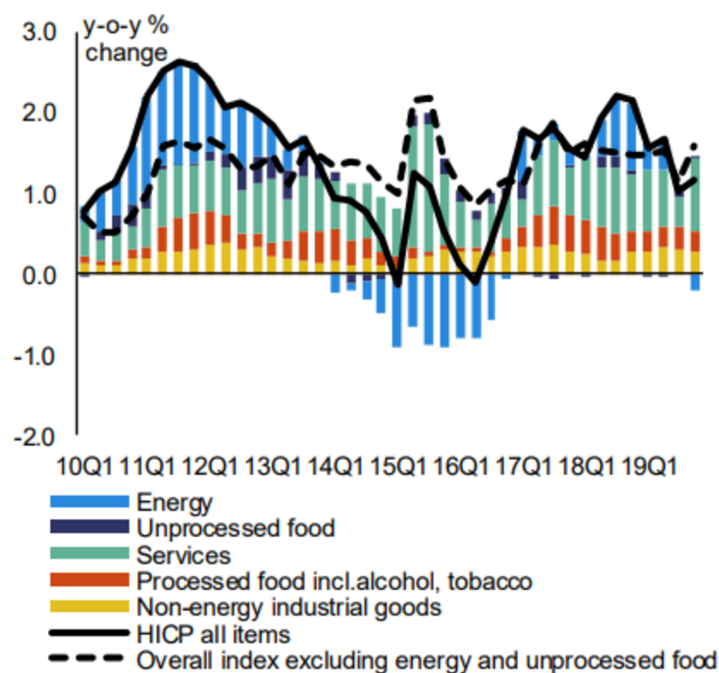 y-o-y %
change
3.0
2.0
1.0
0.0
-1.0
-2.0
10Q1 11Q1 12Q1 13Q1 14Q1 15Q1 16Q1 17Q1 18Q1 19Q1
Energy
Unprocessed food
Services
Processed food incl.alcohol, tobacco
Non-energy industrial goods
HICP all items
Overall index excluding energy and unprocessed food